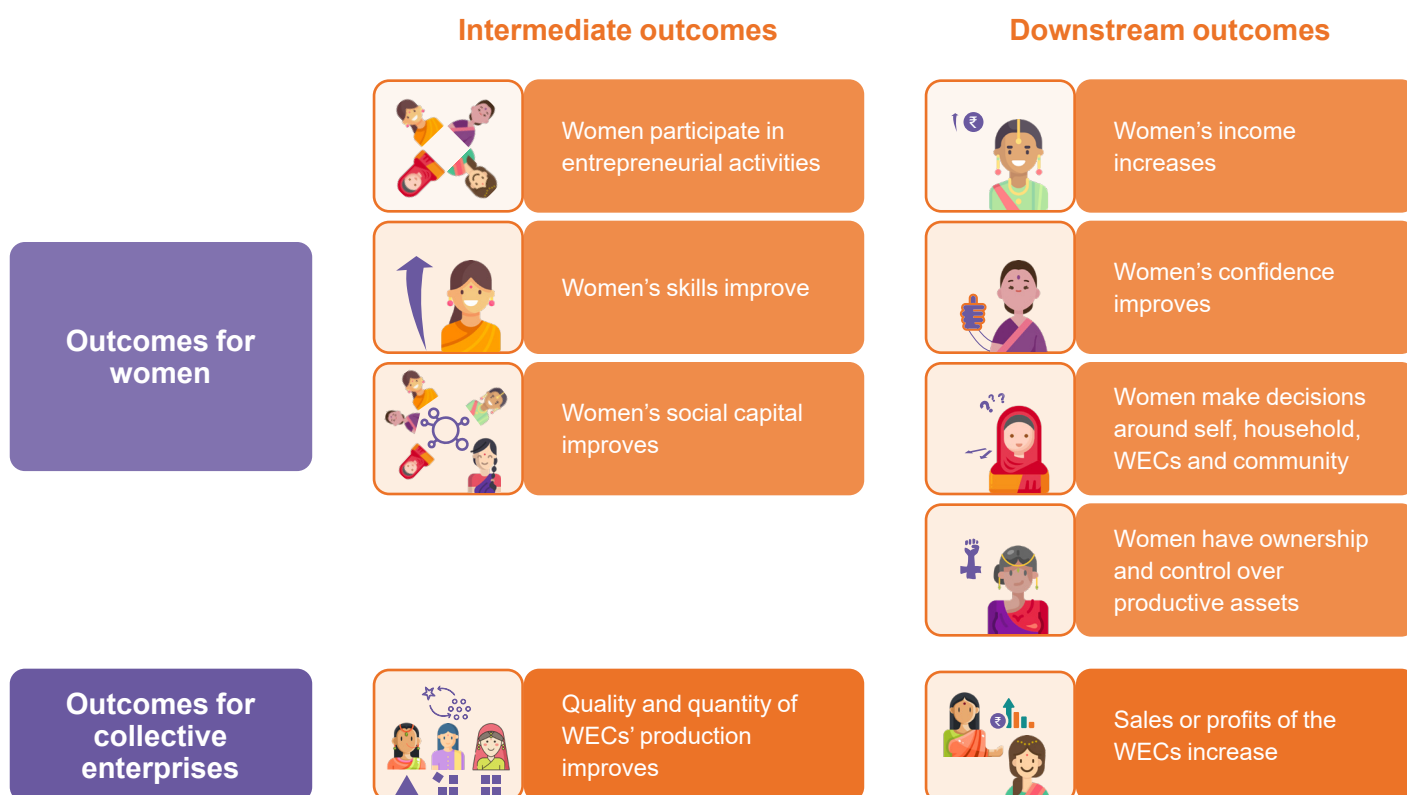 Intermediate outcomes
Downstream outcomes
Outcomes for
women
Women participate in
entrepreneurial activities
Women’s skills improve
Women’s social capital
improves
₹
Women’s income
increases
Women’s confidence
improves
???
Women make decisions
around self, household,
WECs and community
Women have ownership
and control over
productive assets
Outcomes for
collective
enterprises
Quality and quantity of
WECs’ production
improves
₹
Sales or profits of the
WECs increase